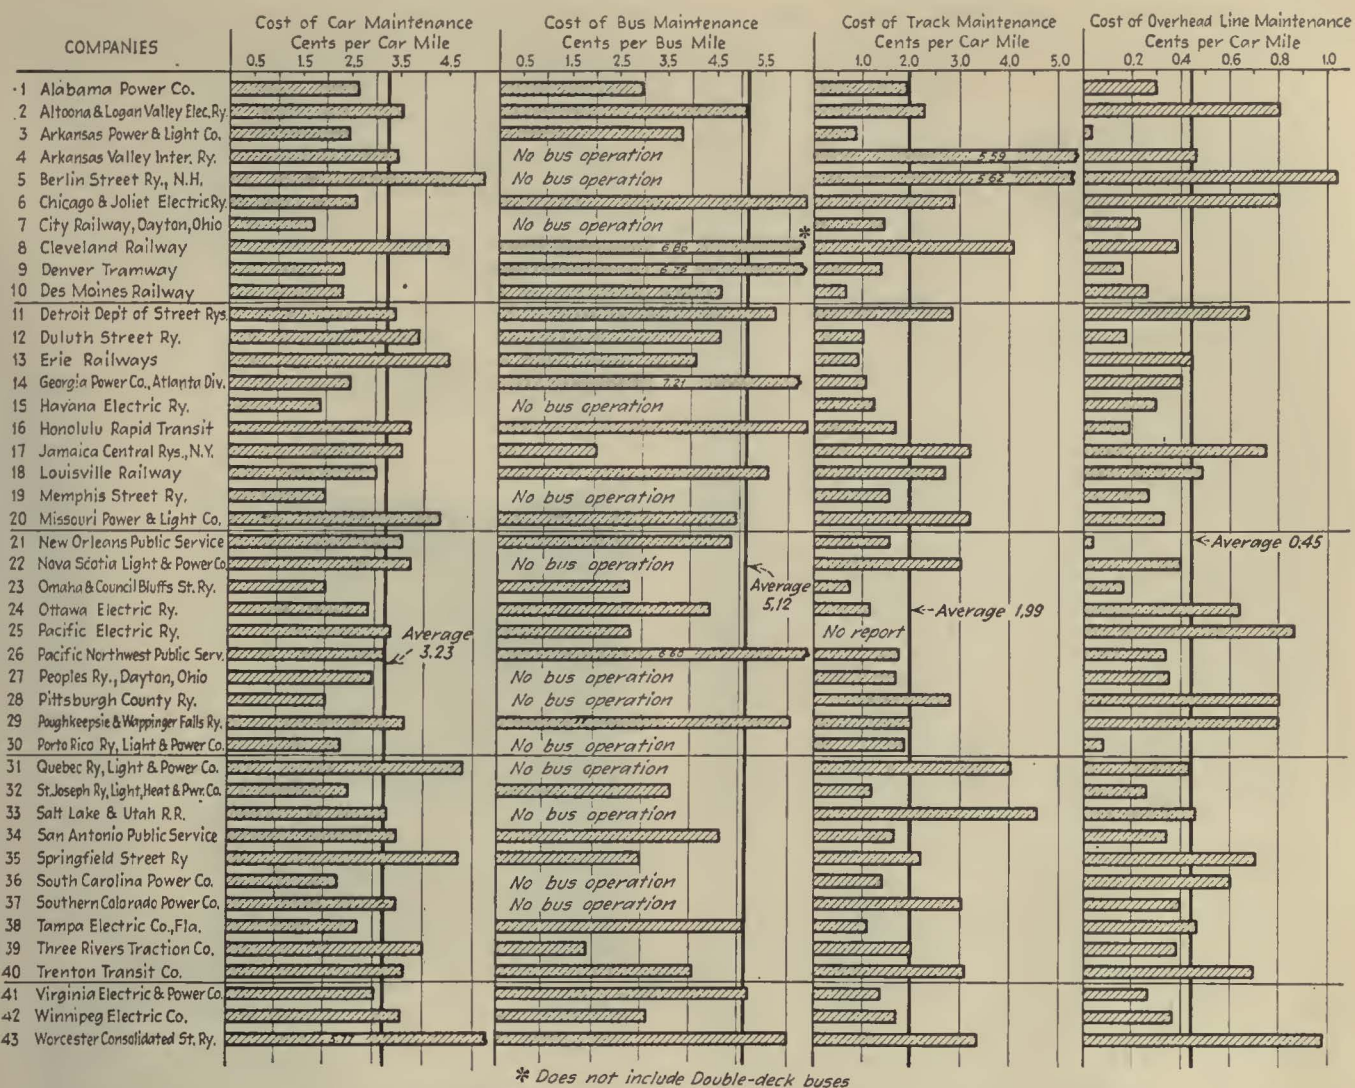 Cost of Car Maintenance Cost of Bus Maintenance Cost of Track Maintenance Cost of Overhead Line Maintenance
COMPANIES Cents per Car Mile Cents per Bus Mile Cents per Car Mile Cents per Car Mile
0.5 1.5 2.5 3.5 4.5 0.5 1.5 2.5 3.5 4.5 5.5 1.0 2.0 3.0 4.0 5.0 0.2 0.4 0.6 0.8 1.0
1 Alabama Power Co.
2 Altoona & Logan Valley Elec. Ry.
3 Arkansas Power & Light Co.
4 Arkansas Valley Inter. Ry. No bus operation 5.59
5 Berlin Street Ry., N.H. No bus operation 5.62
6 Chicago & Joliet Electric Ry.
7 City Railway, Dayton, Ohio No bus operation *
8 Cleveland Railway 6.86
9 Denver Tramway 6.75
10 Des Moines Railway
11 Detroit Dep't of Street Rys.
12 Duluth Street Ry.
13 Erie Railways
14 Georgia Power Co., Atlanta Div. 7.21
15 Havana Electric Ry. No bus operation
16 Honolulu Rapid Transit
17 Jamaica Central Rys., N.Y.
18 Louisville Railway
19 Memphis Street Ry. No bus operation
20 Missouri Power & Light Co.
21 New Orleans Public Service Average 0.45
22 Nova Scotia Light & Power Co. No bus operation
23 Omaha & Council Bluffs St. Ry. Average 5.12
24 Ottawa Electric Ry. Average 1.99
25 Pacific Electric Ry. Average 3.23 No report
26 Pacific Northwest Public Serv. 6.60
27 Peoples Ry., Dayton, Ohio No bus operation
28 Pittsburgh County Ry. No bus operation
29 Poughkeepsie & Wappinger Falls Ry.
30 Porto Rico Ry, Light & Power Co. No bus operation
31 Quebec Ry, Light & Power Co. No bus operation
32 St. Joseph Ry, Light, Heat & Pwr. Co.
33 Salt Lake & Utah R.R. No bus operation
34 San Antonio Public Service
35 Springfield Street Ry
36 South Carolina Power Co. No bus operation
37 Southern Colorado Power Co. No bus operation
38 Tampa Electric Co., Fla.
39 Three Rivers Traction Co.
40 Trenton Transit Co.
41 Virginia Electric & Power Co.
42 Winnipeg Electric Co.
43 Worcester Consolidated St. Ry. 5.77
* Does not include Double-deck buses